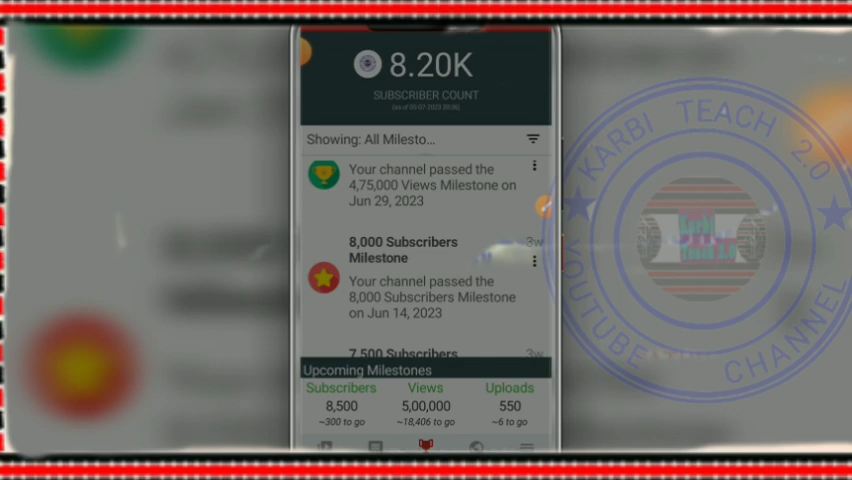 8.20K
SUBSCRIBER COUNT
Showing: All Milesto...
Your channel passed the
4,75,000 Views Milestone on
Jun 29, 2023
8,000 Subscribers 3w
Milestone
Your channel passed the
8,000 Subscribers Milestone
on Jun 14, 2023
7,500 Subscribers 3w
Upcoming Milestones
Subscribers Views Uploads
8,500 5,00,000 550
~300 to go ~18,406 to go ~6 to go
KARBI TEACH 2.0
YOUTUBE CHANNEL